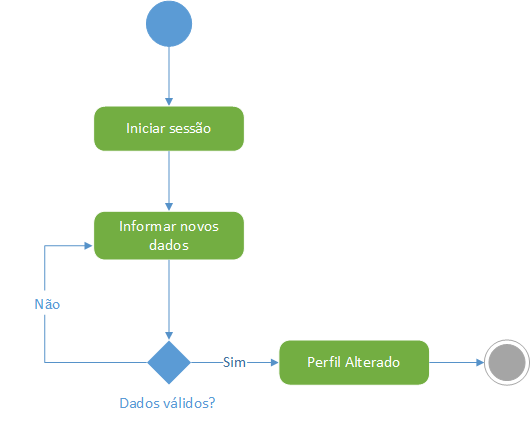 Iniciar sessão
Informar novos
dados
Não
Sim
Perfil Alterado
Dados válidos?